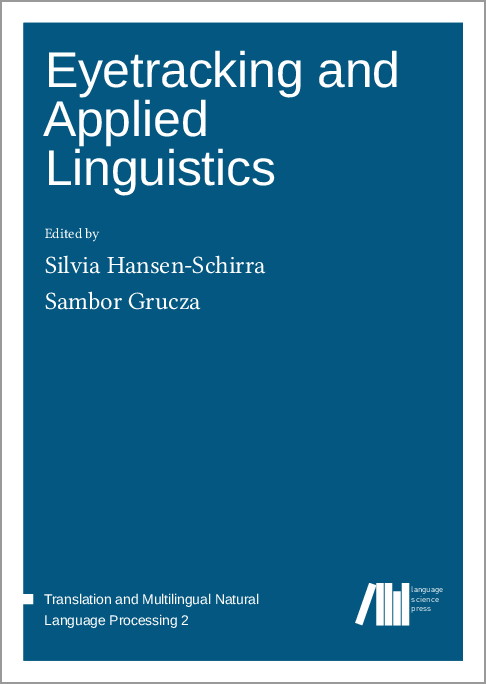 Eyetracking and
Applied
Linguistics
Edited by
Silvia Hansen-Schirra
Sambor Grucza
Translation and Multilingual Natural
Language Processing 2
language
science
press